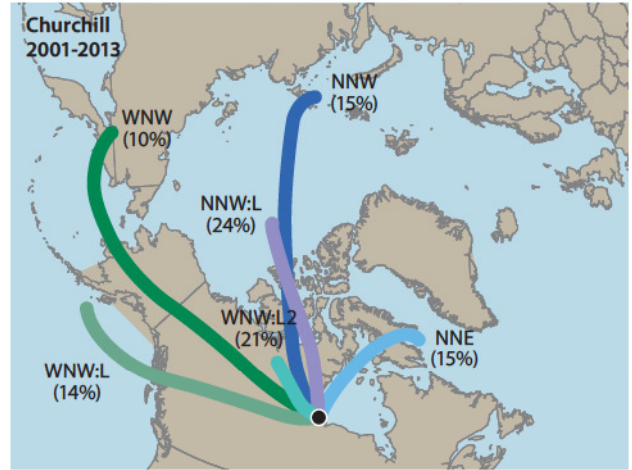 Churchill
2001-2013
WNW
(10%)
NNW
(15%)
NNW:L
(24%)
WNW:L2
(21%)
NNE
(15%)
WNW:L
(14%)